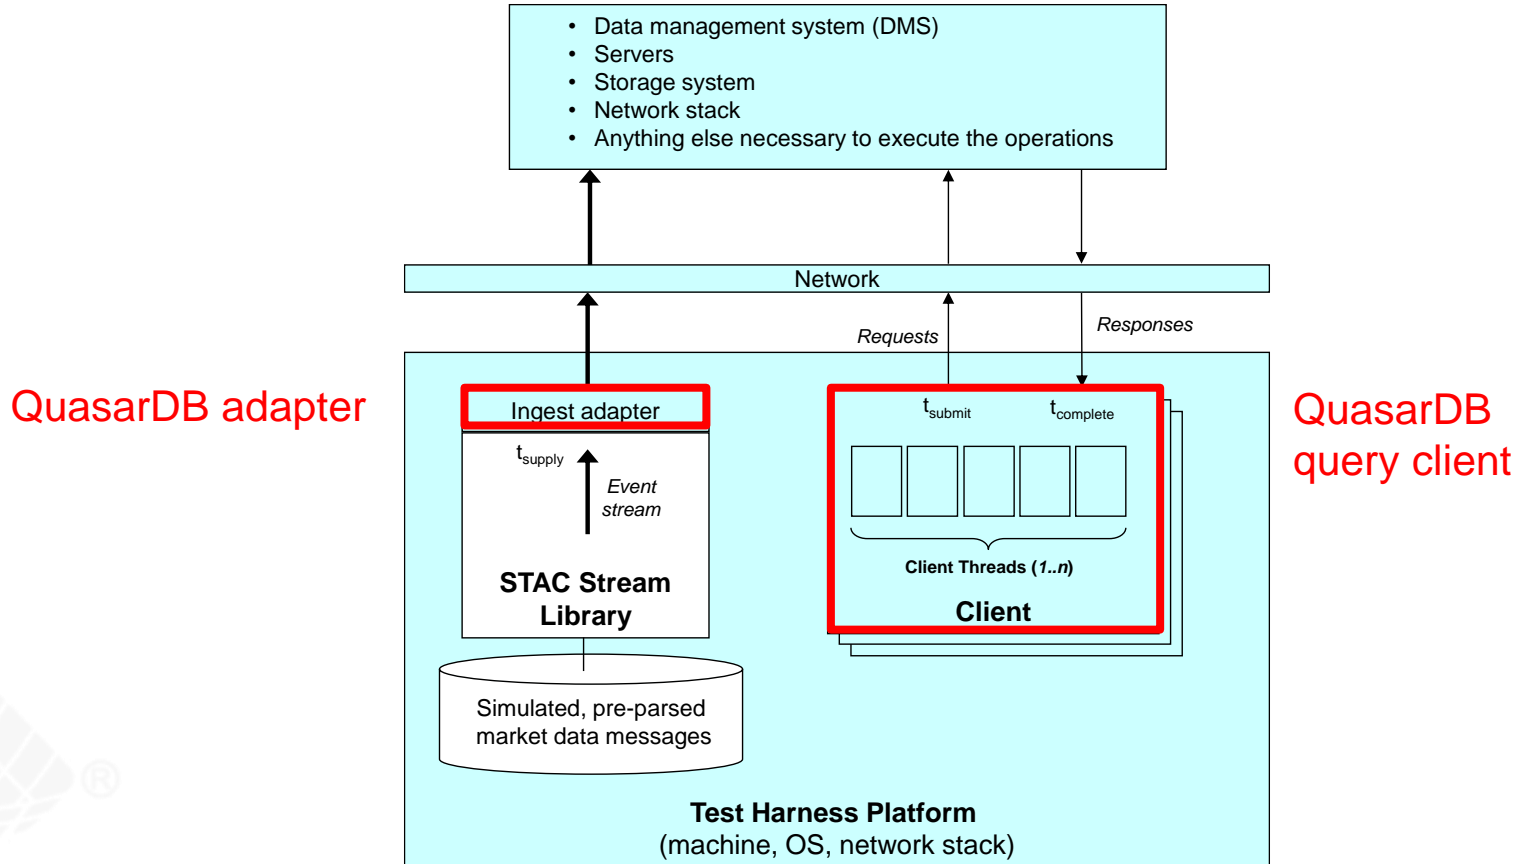 • Data management system (DMS)
• Servers
• Storage system
• Network stack
• Anything else necessary to execute the operations
Network
Requests
Responses
QuasarDB adapter
Ingest adapter
tsupply
Event
stream
STAC Stream
Library
Simulated, pre-parsed
market data messages
tsubmit
tcomplete
Client Threads (1..n)
Client
QuasarDB
query client
Test Harness Platform
(machine, OS, network stack)
®